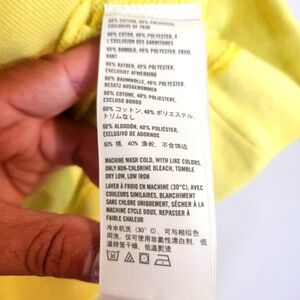 60% COTTON, 40% POLYESTER,
EXCLUSIVE OF TRIM
60% COTON, 40% POLYESTER, À
L'EXCLUSION DES GARNITURES
60% BOMULD, 40% POLYESTER, EKSKL.
KANT
60% KATOEN, 40% POLYESTER,
EXCLUSIEF AFWERKING
60% BAUMWOLLE, 40% POLYESTER,
BESATZ AUSGENOMMEN
60% COTONE, 40% POLIESTERE,
ESCLUSO BORDO
60% コットン, 40% ポリエステル,
トリムなし
60% ALGODÓN, 40% POLIÉSTER,
EXCLUSIVO DE ADORNOS
60% 棉, 40% 涤纶, 不含饰边
MACHINE WASH COLD, WITH LIKE COLORS,
ONLY NON-CHLORINE BLEACH, TUMBLE
DRY LOW, LOW IRON
LAVER À FROID EN MACHINE (30°C), AVEC
COULEURS SIMILAIRES, BLANCHIMENT
SANS CHLORE UNIQUEMENT, SÉCHER À LA
MACHINE CYCLE DOUX, REPASSER À
FAIBLE CHALEUR
冷水机洗 (30°C), 可与相似色
同洗, 仅可使用非氯性漂白剂, 低
温转笼干燥, 低温熨烫